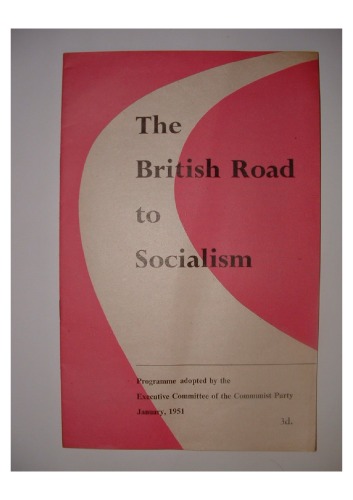 The
British Road
to
Socialism
Programme adopted by the
Executive Committee of the Communist Party
January, 1951
3d.